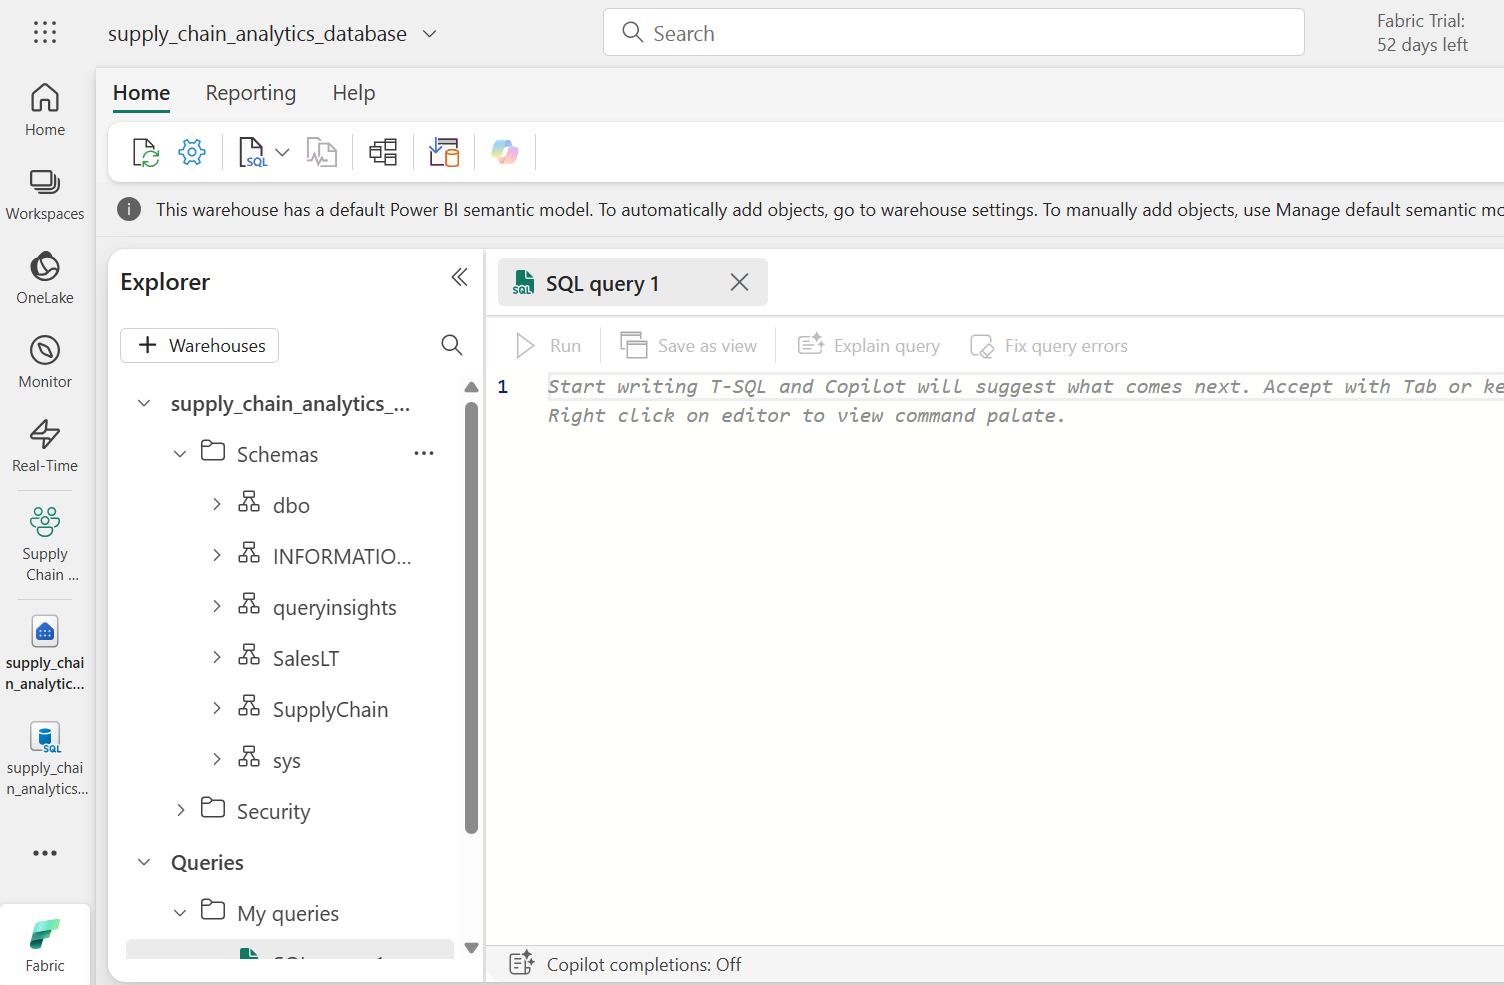 supply_chain_analytics_database
Search
Fabric Trial:
52 days left
Home
Reporting
Help
Home
Workspaces
OneLake
Monitor
Real-Time
Supply
Chain ...
supply_chai
n_analytic...
supply_chai
n_analytics...
Fabric
SQL
This warehouse has a default Power BI semantic model. To automatically add objects, go to warehouse settings. To manually add objects, use Manage default semantic
Explorer
Warehouses
supply_chain_analytics_...
Schemas
dbo
INFORMATIO...
queryinsights
SalesLT
SupplyChain
sys
Security
Queries
My queries
SQL query 1
Run
Save as view
Explain query
Fix query errors
1
Start writing T-SQL and Copilot will suggest what comes next. Accept with Tab or
Right click on editor to view command palate.
Copilot completions: Off